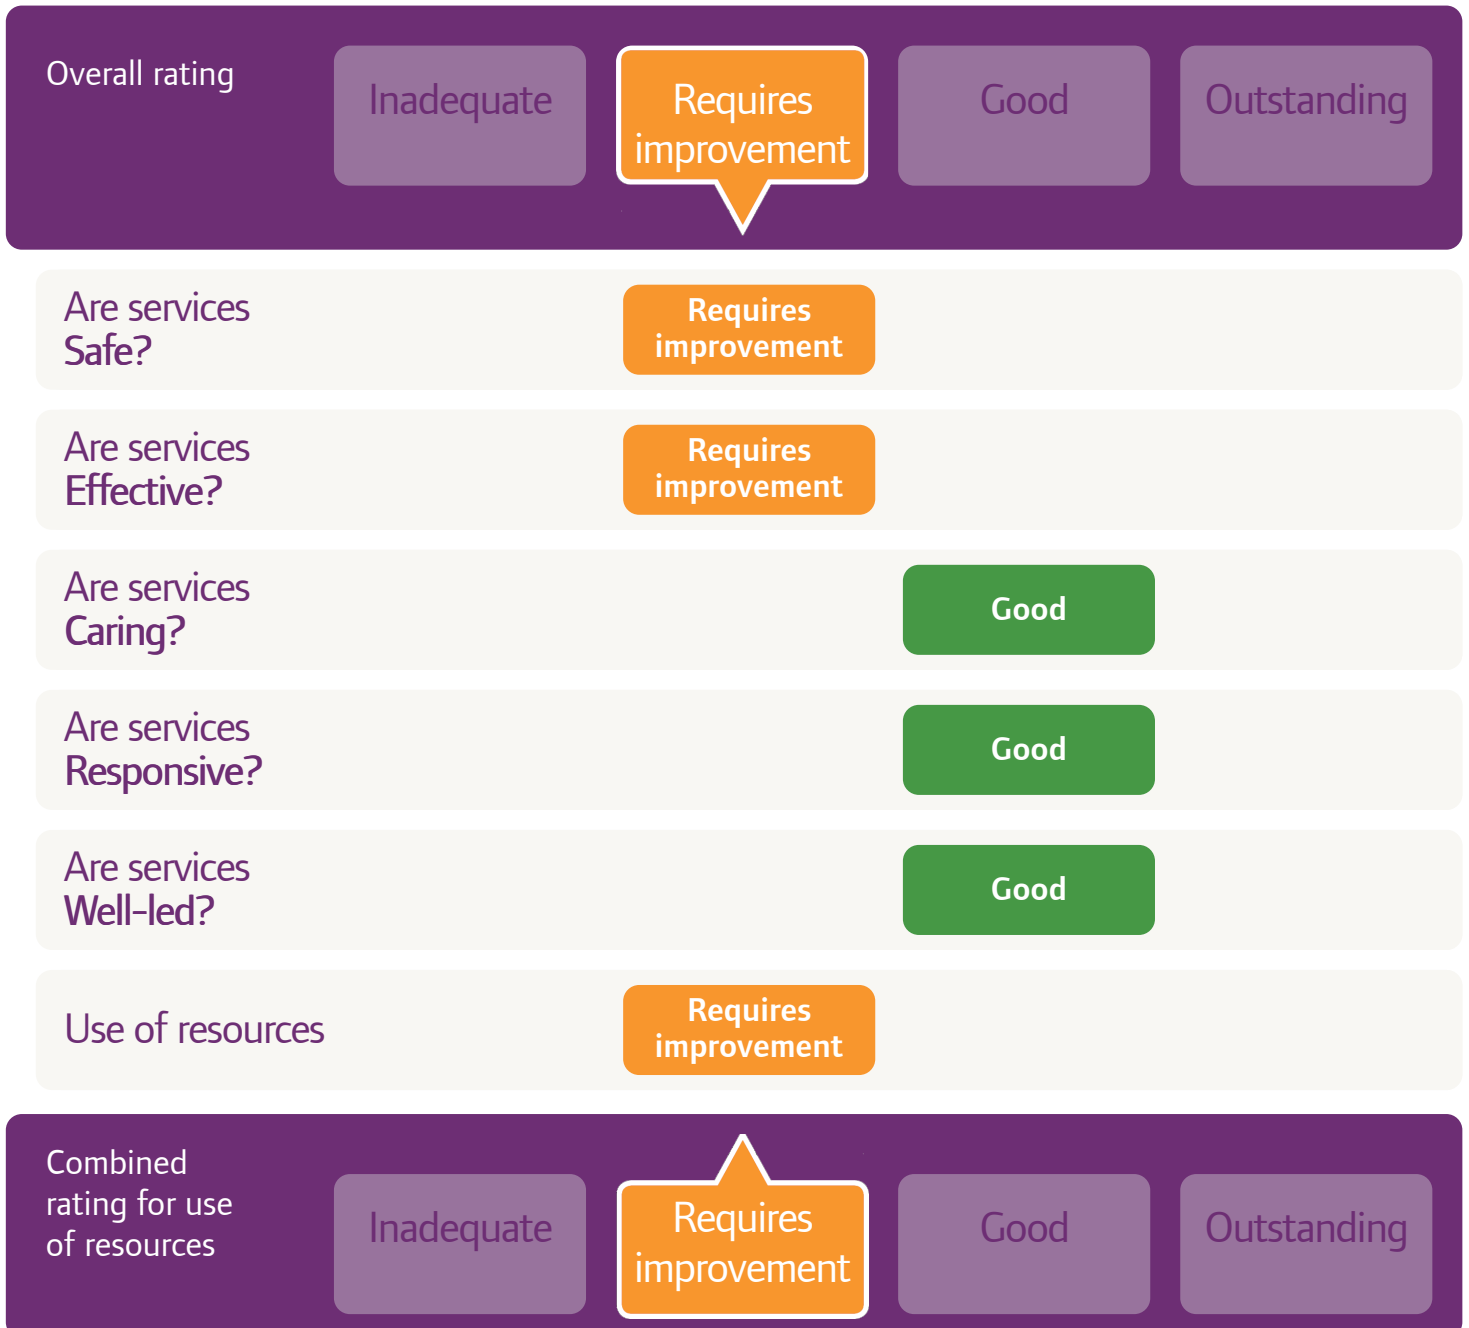 Overall rating
Inadequate
Requires
improvement
Good
Outstanding
Are services
Safe?
Requires
improvement
Are services
Effective?
Requires
improvement
Are services
Caring?
Good
Are services
Responsive?
Good
Are services
Well-led?
Good
Use of resources
Requires
improvement
Combined
rating for use
of resources
Inadequate
Requires
improvement
Good
Outstanding